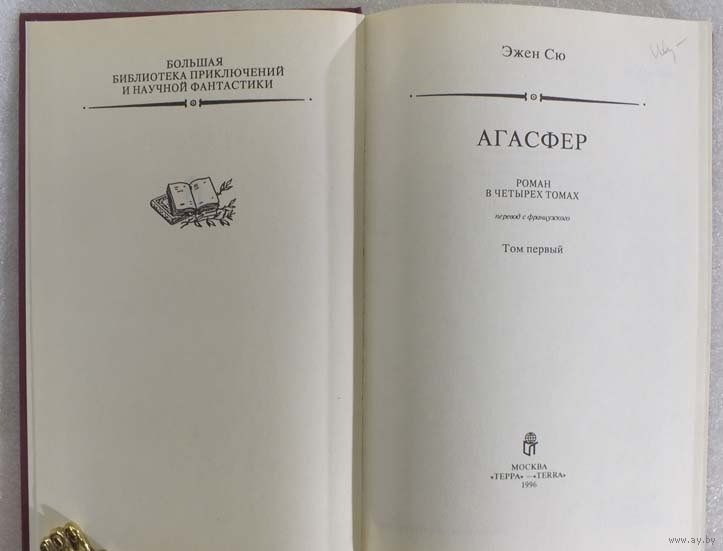 БОЛЬШАЯ
БИБЛИОТЕКА ПРИКЛЮЧЕНИЙ
И НАУЧНОЙ ФАНТАСТИКИ
Эжен Сю
АГАСФЕР
РОМАН
В ЧЕТЫРЕХ ТОМАХ
перевод с французского
Том первый
МОСКВА
«ТЕРРА»—«TERRA»
1996
www.ay.by